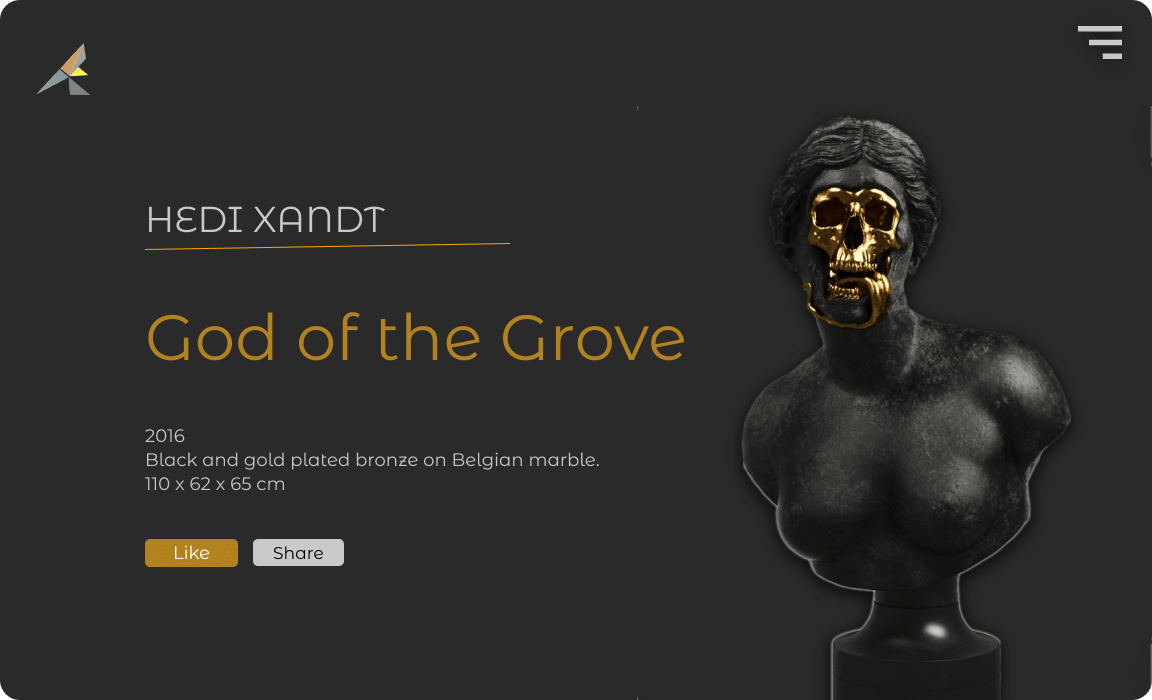 HEDI XANDT
God of the Grove
2016
Black and gold plated bronze on Belgian marble.
110 x 62 x 65 cm
Like
Share